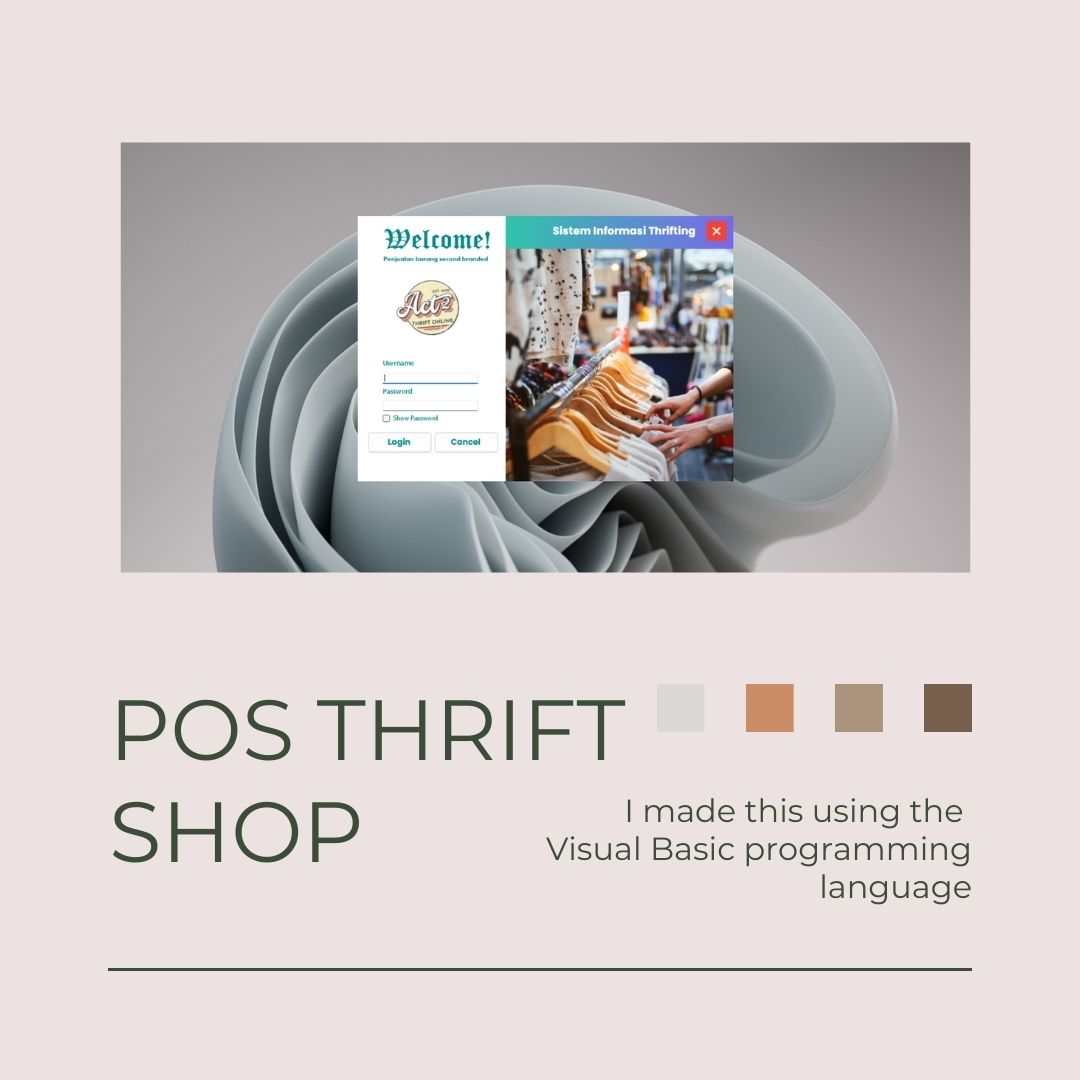 Welcome!
Penjualan barang second branded
Act2
THRIFT ONLINE
Username
Password
Show Password
Login
Cancel
Sistem Informasi Thrifting
POS THRIFT
SHOP
I made this using the
Visual Basic programming
language